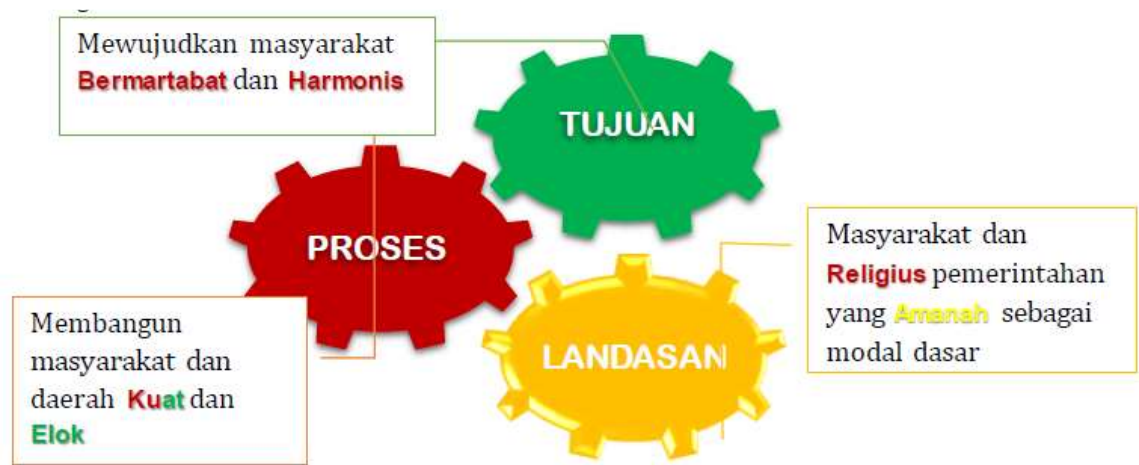 Mewujudkan masyarakat
Bermartabat dan Harmonis
TUJUAN
PROSES
Membangun
masyarakat dan
daerah Kuat dan
Elok
LANDASAN
Masyarakat dan
Religius pemerintahan
yang Amanah sebagai
modal dasar